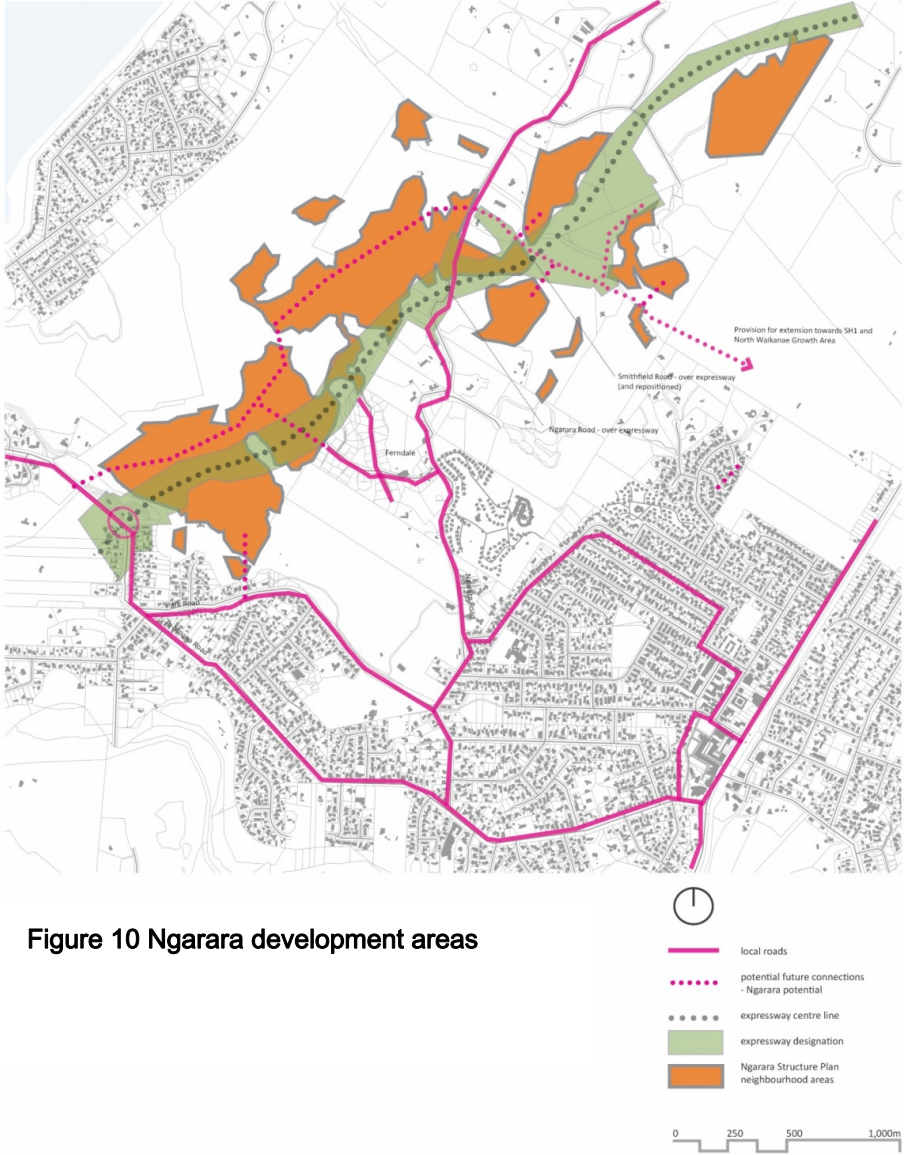 Provision for extension towards SH1 and
North Waikanae Growth Area
Smithfield Road - over expressway
(and repositioned)
Ngarara Road - over expressway
Ferndale
Ngarara Road
Park Road
Road
Figure 10 Ngarara development areas
local roads
potential future connections
- Ngarara potential
expressway centre line
expressway designation
Ngarara Structure Plan
neighbourhood areas
0 250 500 1,000m